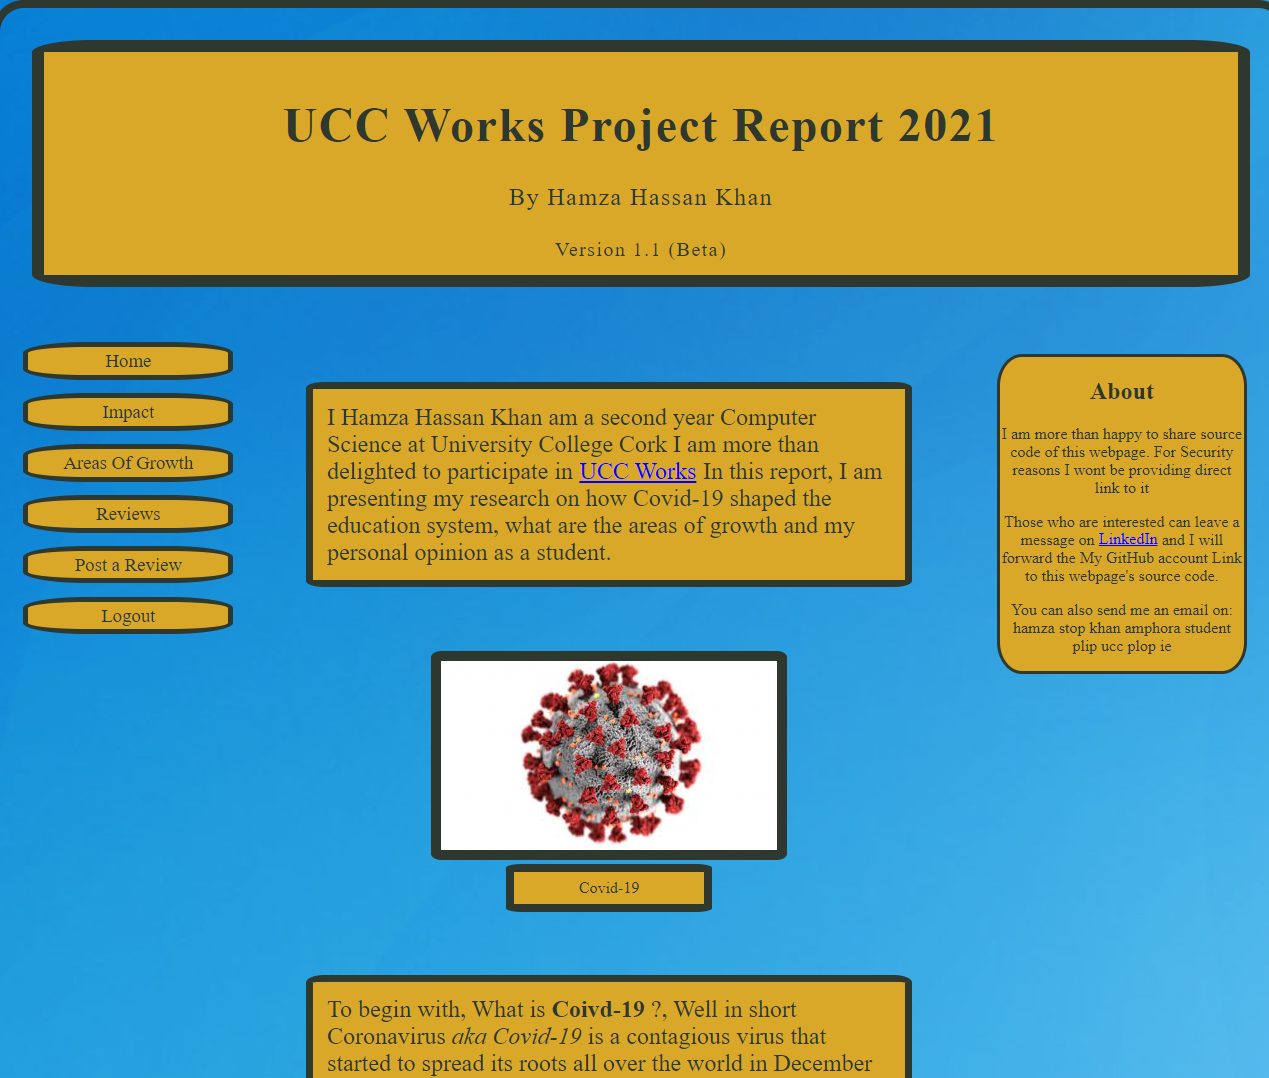 UCC Works Project Report 2021
By Hamza Hassan Khan
Version 1.1 (Beta)
Home
Impact
Areas Of Growth
Reviews
Post a Review
Logout
I Hamza Hassan Khan am a second year Computer
Science at University College Cork I am more than
delighted to participate in UCC Works In this report, I am
presenting my research on how Covid-19 shaped the
education system, what are the areas of growth and my
personal opinion as a student.
Covid-19
To begin with, What is Coivd-19 ?, Well in short
Coronavirus aka Covid-19 is a contagious virus that
started to spread its roots all over the world in December
About
I am more than happy to share source
code of this webpage. For Security
reasons I wont be providing direct
link to it
Those who are interested can leave a
message on LinkedIn and I will
forward the My GitHub account Link
to this webpage's source code.
You can also send me an email on:
hamza stop khan amphora student
plip ucc plop ie